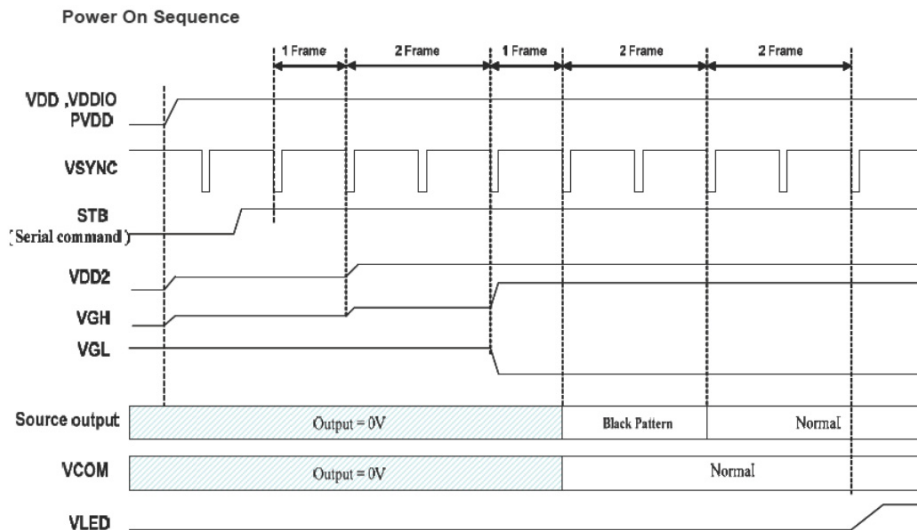 Power On Sequence
1 Frame 2 Frame 1 Frame 2 Frame 2 Frame
VDD ,VDDIO
PVDD
VSYNC
STB
(Serial command)
VDD2
VGH
VGL
Source output Output = 0V Black Pattern Normal
VCOM Output = 0V Normal
VLED